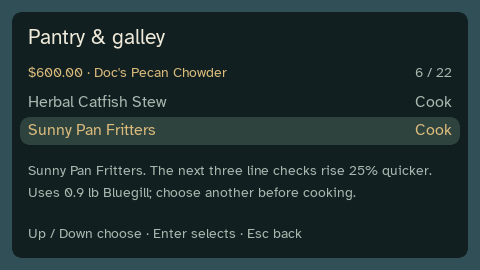 Pantry & galley
$600.00 · Doc's Pecan Chowder 6 / 22
Herbal Catfish Stew Cook
Sunny Pan Fritters Cook
Sunny Pan Fritters. The next three line checks rise 25% quicker.
Uses 0.9 lb Bluegill; choose another before cooking.
Up / Down choose · Enter selects · Esc back